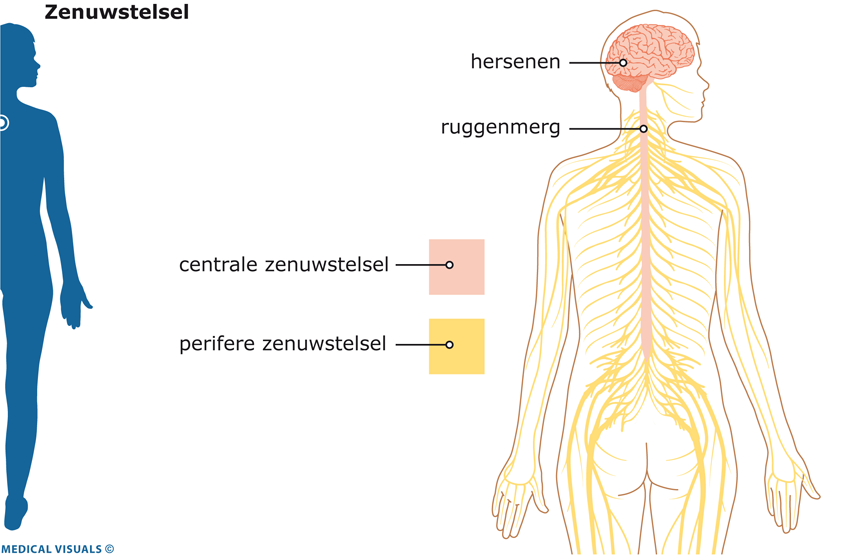 Zenuwstelsel
hersenen
ruggenmerg
centrale zenuwstelsel
perifere zenuwstelsel
MEDICAL VISUALS ©